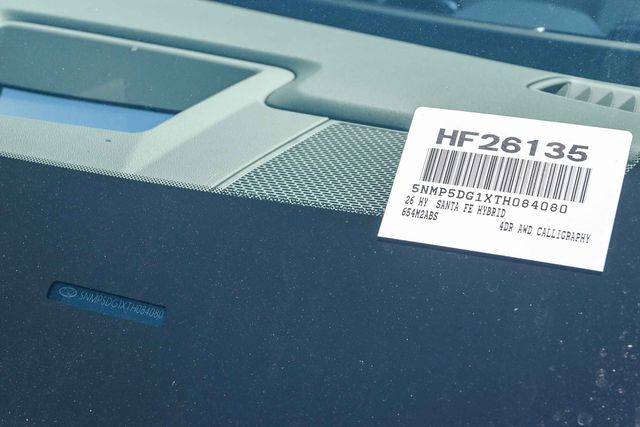 HF26135
5NMP5DG1XTH084080
26 HY SANTA FE HYBRID
654M2ABS
4DR AWD CALLIGRAPHY
5NMP5DG1XTH084080